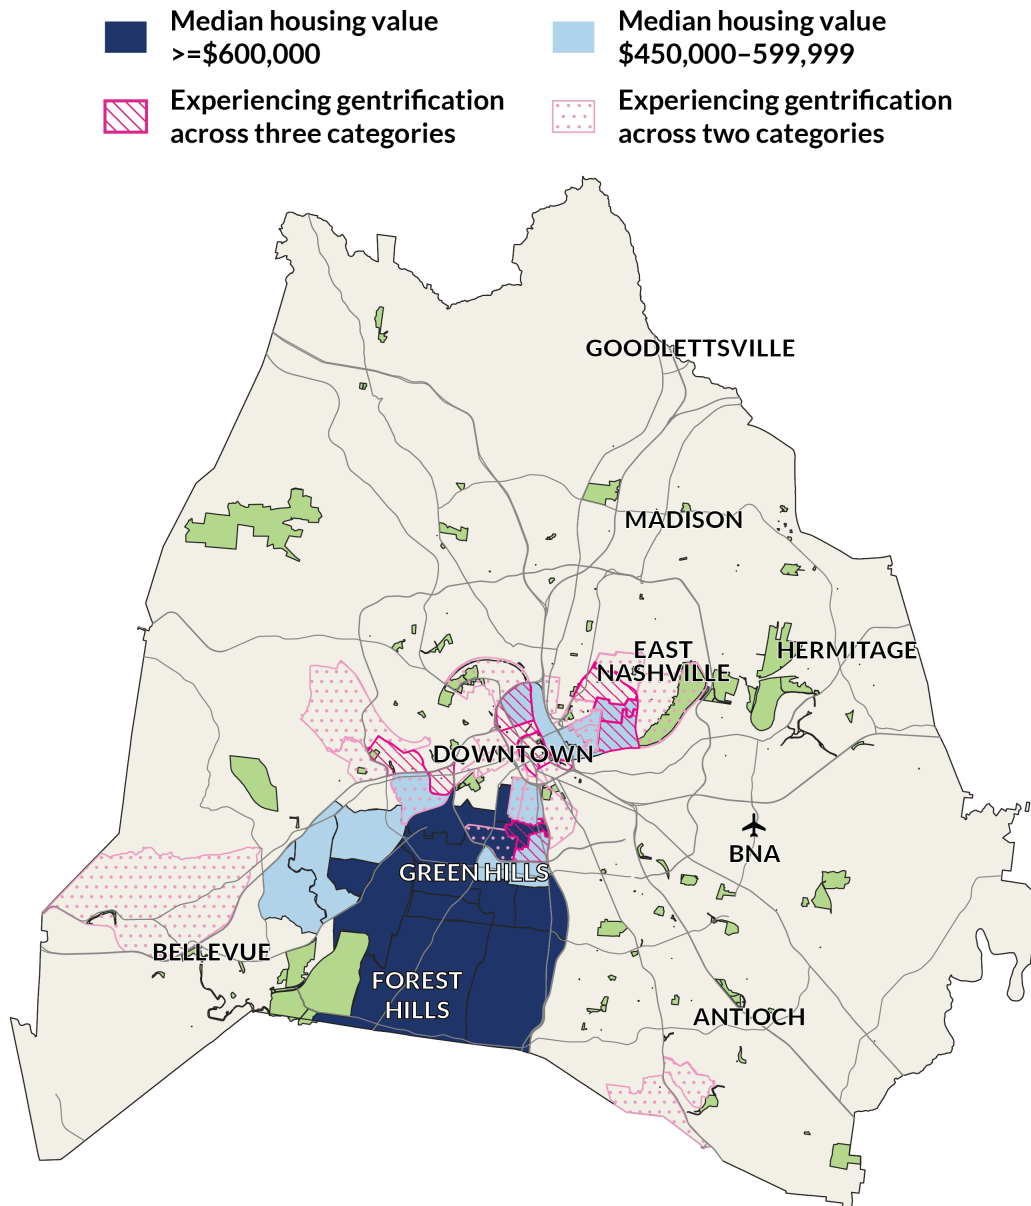 Median housing value
>=$600,000
Median housing value
$450,000–599,999
Experiencing gentrification
across three categories
Experiencing gentrification
across two categories
GOODLETTSVILLE
MADISON
EAST
NASHVILLE
HERMITAGE
DOWNTOWN
BNA
GREEN HILLS
BELLEVUE
FOREST
HILLS
ANTIOCH